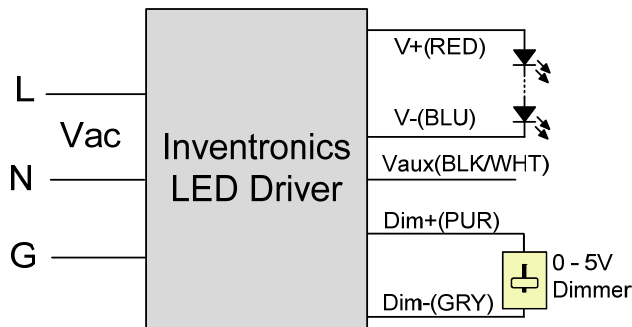 L
Vac
N
G
Inventronics
LED Driver
V+(RED)
V-(BLU)
Vaux(BLK/WHT)
Dim+(PUR)
0 - 5V
Dimmer
Dim-(GRY)